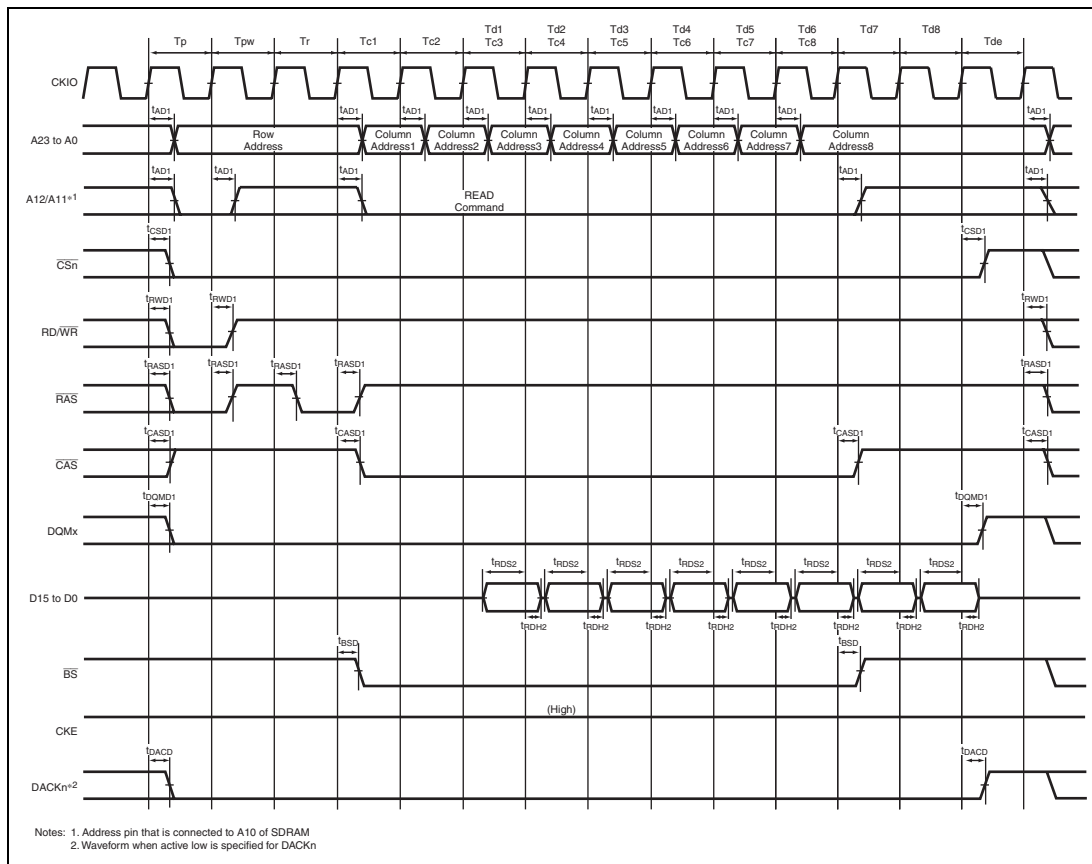 Td1 Td2 Td3 Td4 Td5 Td6
Tp Tpw Tr Tc1 Tc2 Tc3 Tc4 Tc5 Tc6 Tc7 Tc8 Td7 Td8 Tde
CKIO
tAD1 tAD1 tAD1 tAD1 tAD1 tAD1 tAD1 tAD1 tAD1 tAD1
A23 to A0
Row Address
Column Address1
Column Address2
Column Address3
Column Address4
Column Address5
Column Address6
Column Address7
Column Address8
tAD1 tAD1 tAD1 tAD1 tAD1
A12/A11*1
READ
Command
tCSD1 tCSD1
CSn
tRWD1 tRWD1 tRWD1
RD/WR
tRASD1 tRASD1 tRASD1 tRASD1 tRASD1
RAS
tCASD1 tCASD1 tCASD1 tCASD1
CAS
tDQMD1 tDQMD1
DQMx
tRDS2 tRDS2 tRDS2 tRDS2 tRDS2 tRDS2 tRDS2 tRDS2
D15 to D0
tRDH2 tRDH2 tRDH2 tRDH2 tRDH2 tRDH2 tRDH2 tRDH2
tBSD tBSD
BS
(High)
CKE
tDACD tDACD
DACKn*2
Notes: 1. Address pin that is connected to A10 of SDRAM
2. Waveform when active low is specified for DACKn